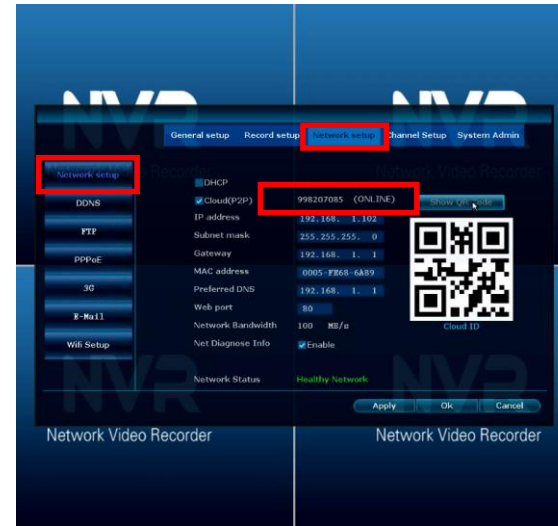 NVR
NVR
General setup Record setup Network setup Channel Setup System Admin
Network setup
DDNS
FTP
PPPoE
3G
E-Mail
Wifi Setup
DHCP
Cloud(P2P) 998207085 (ONLINE) Show QR Code
IP address 192.168. 1.102
Subnet mask 255.255.255. 0
Gateway 192.168. 1. 1
MAC address 0005-FE68-6A89
Preferred DNS 192.168. 1. 1
Web port 80
Network Bandwidth 100 MB/s
Cloud ID
Net Diagnose Info Enable
Network Status Healthy Network
Apply Ok Cancel
NVR
NVR
Network Video Recorder
Network Video Recorder